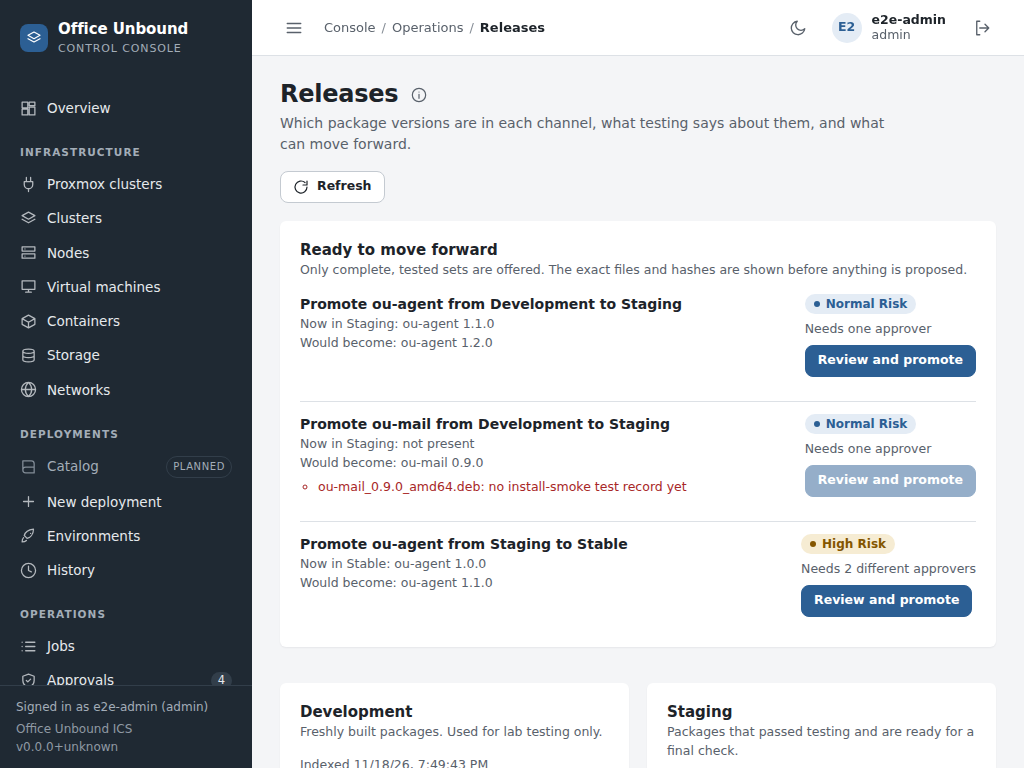 Office Unbound
CONTROL CONSOLE
Overview
INFRASTRUCTURE
Proxmox clusters
Clusters
Nodes
Virtual machines
Containers
Storage
Networks
DEPLOYMENTS
Catalog PLANNED
New deployment
Environments
History
OPERATIONS
Jobs
Approvals 4
Signed in as e2e-admin (admin)
Office Unbound ICS
v0.0.0+unknown
Console / Operations / Releases
E2 e2e-admin
admin
Releases
Which package versions are in each channel, what testing says about them, and what
can move forward.
Refresh
Ready to move forward
Only complete, tested sets are offered. The exact files and hashes are shown before anything is proposed.
Promote ou-agent from Development to Staging
Now in Staging: ou-agent 1.1.0
Would become: ou-agent 1.2.0
Normal Risk
Needs one approver
Review and promote
Promote ou-mail from Development to Staging
Now in Staging: not present
Would become: ou-mail 0.9.0
ou-mail_0.9.0_amd64.deb: no install-smoke test record yet
Normal Risk
Needs one approver
Review and promote
Promote ou-agent from Staging to Stable
Now in Stable: ou-agent 1.0.0
Would become: ou-agent 1.1.0
High Risk
Needs 2 different approvers
Review and promote
Development
Freshly built packages. Used for lab testing only.
Indexed 11/18/26, 7:49:43 PM
Staging
Packages that passed testing and are ready for a
final check.